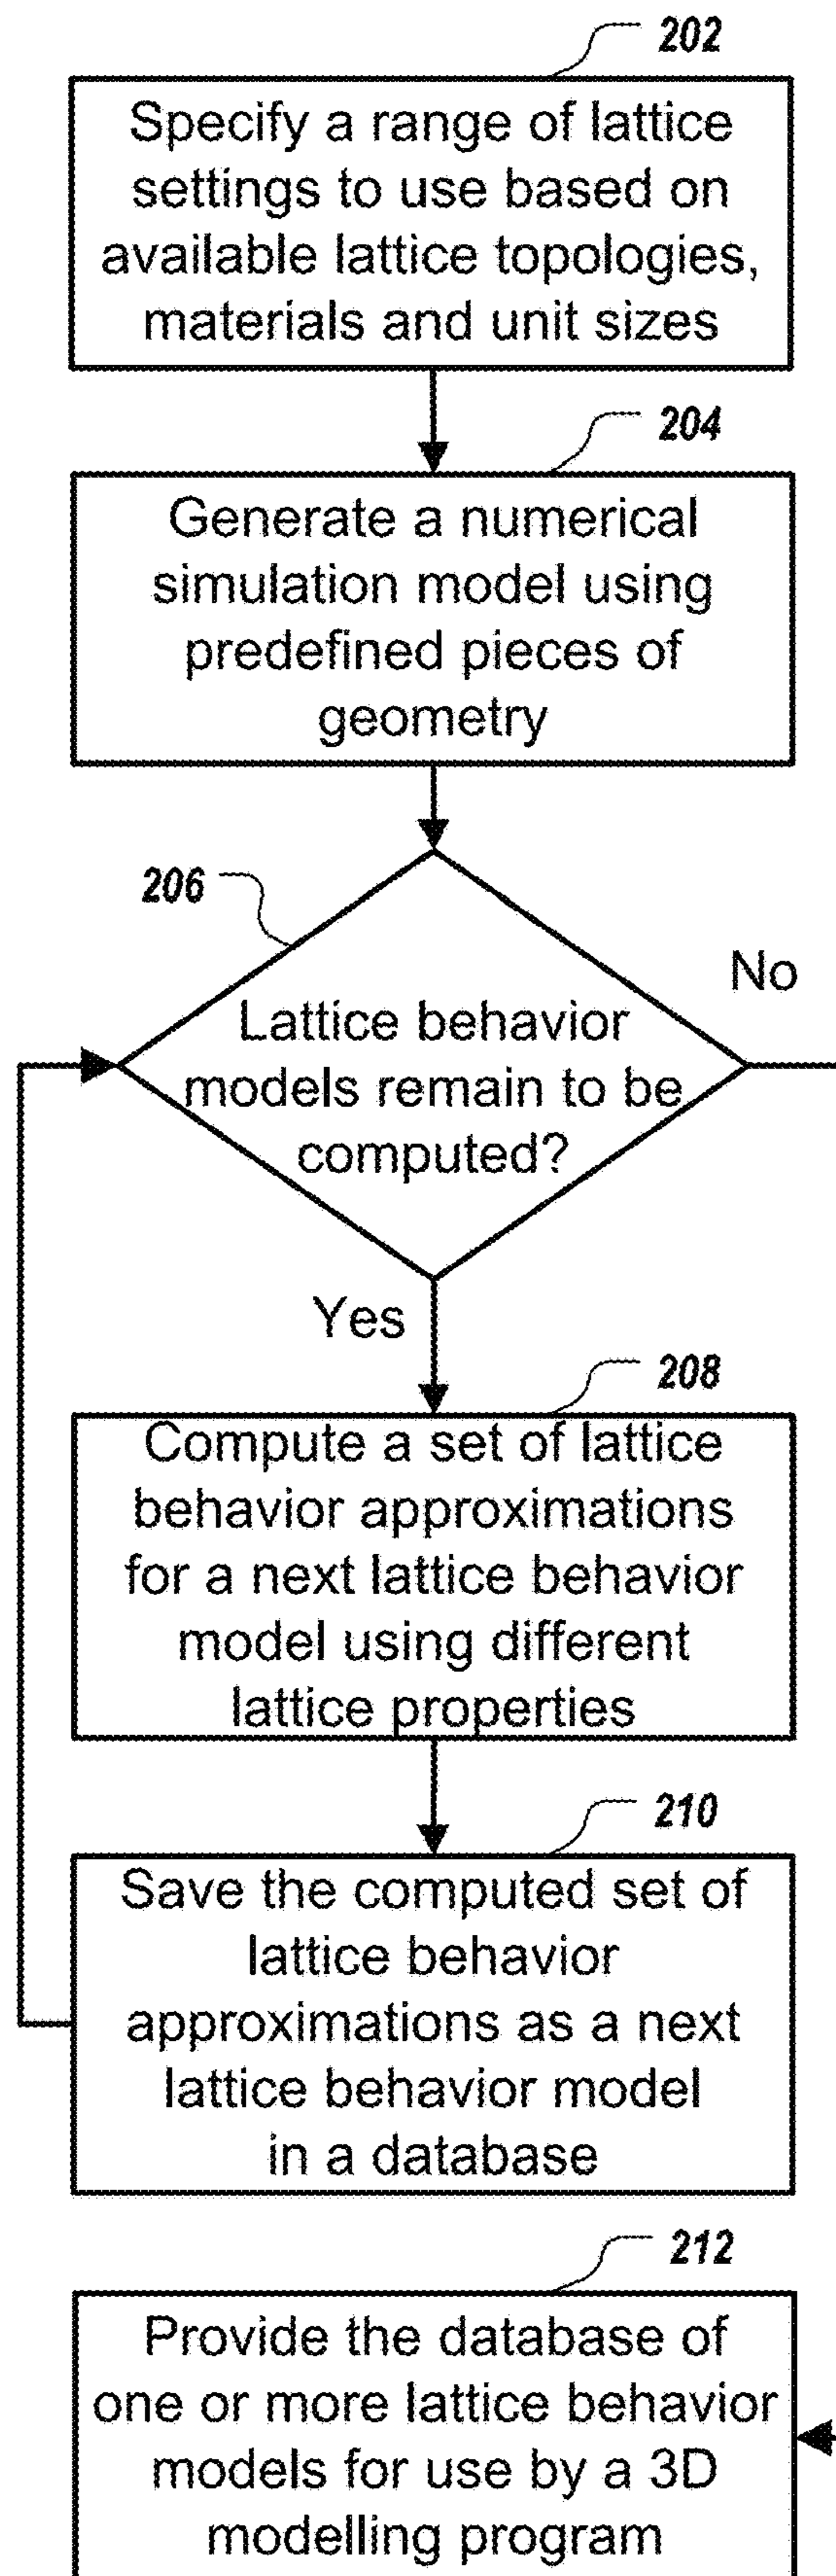 202
Specify a range of lattice
settings to use based on
available lattice topologies,
materials and unit sizes
204
Generate a numerical
simulation model using
predefined pieces of
geometry
206
No
Lattice behavior
models remain to be
computed?
Yes
208
Compute a set of lattice
behavior approximations
for a next lattice behavior
model using different
lattice properties
210
Save the computed set of
lattice behavior
approximations as a next
lattice behavior model
in a database
212
Provide the database of
one or more lattice behavior
models for use by a 3D
modelling program